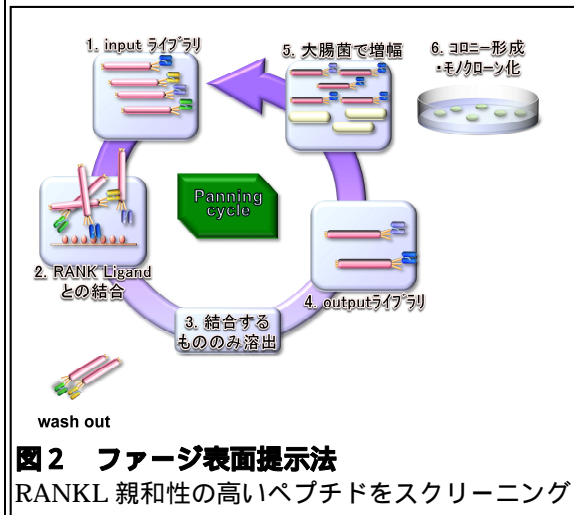 1. input ライブラリ
5. 大腸菌で増幅
6. コロニー形成
・モノクローン化
Panning
cycle
2. RANK Ligand
との結合
3. 結合する
もののみ溶出
4. outputライブラリ
wash out
図２　ファージ表面提示法
RANKL 親和性の高いペプチドをスクリーニング